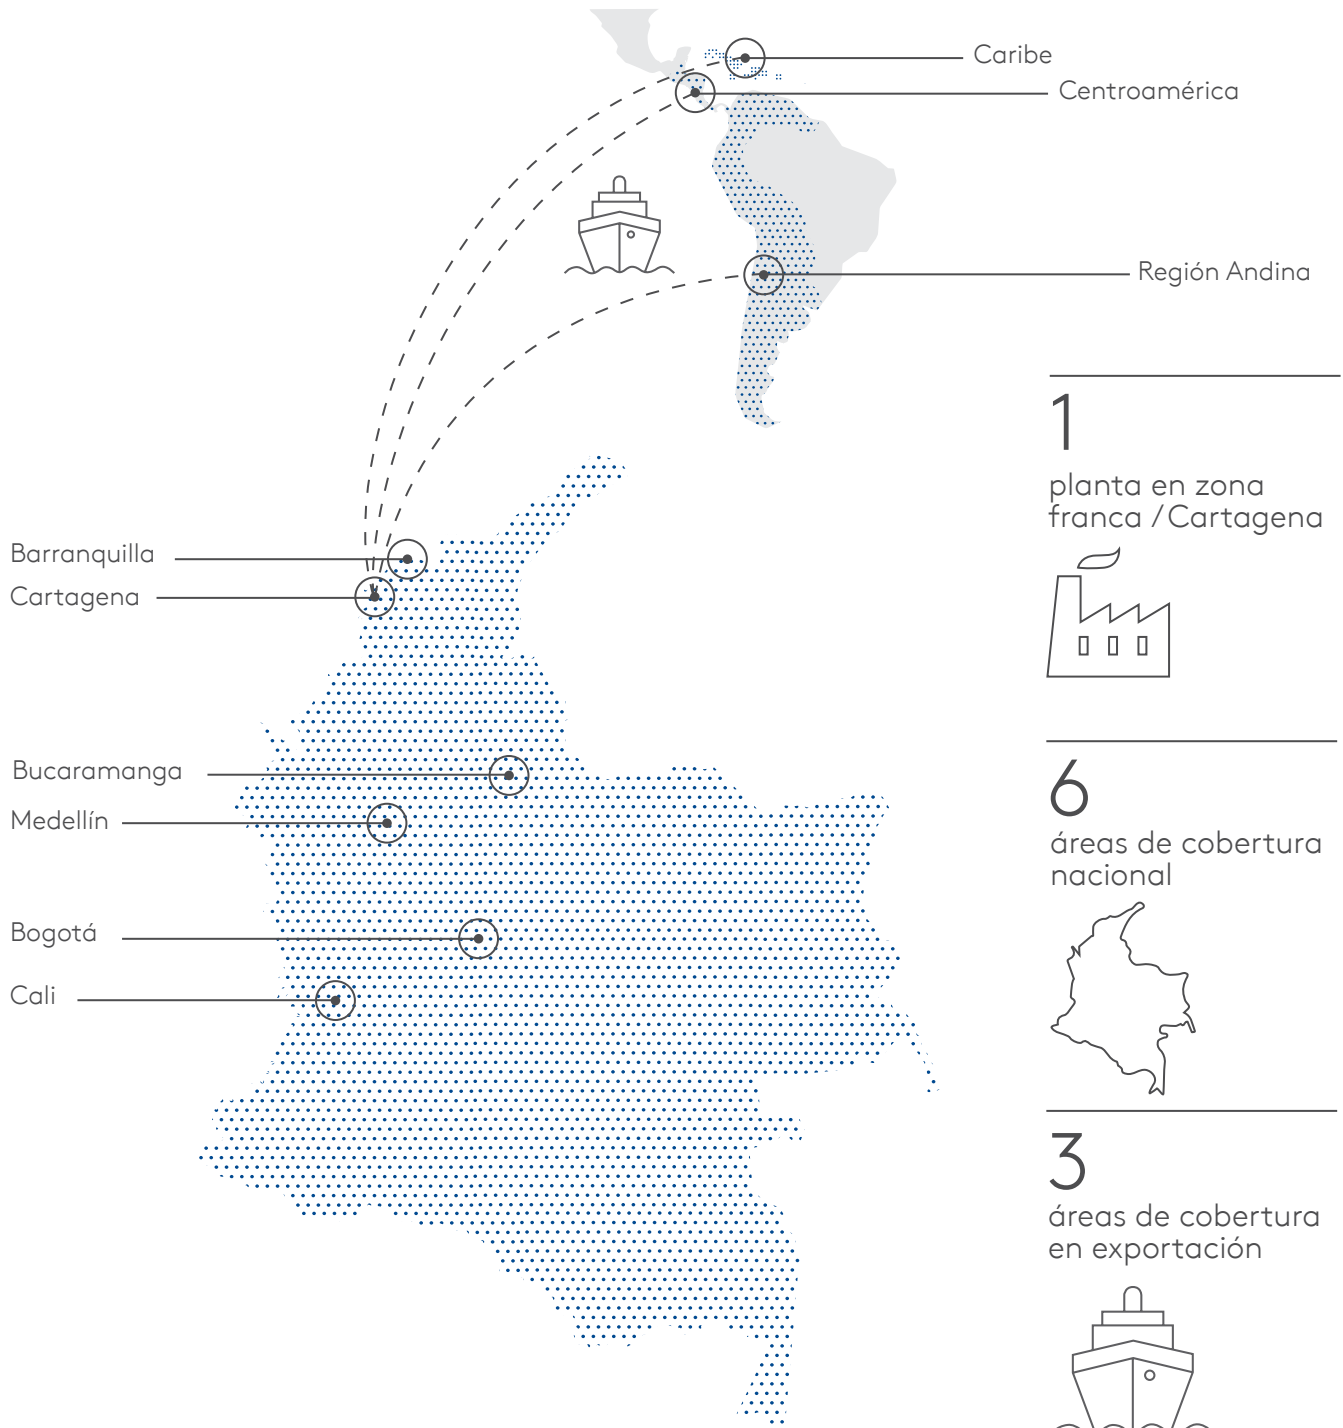 Caribe
Centroamérica
Región Andina
1
planta en zona
franca / Cartagena
Barranquilla
Cartagena
6
áreas de cobertura
nacional
Bucaramanga
Medellín
Bogotá
Cali
3
áreas de cobertura
en exportación